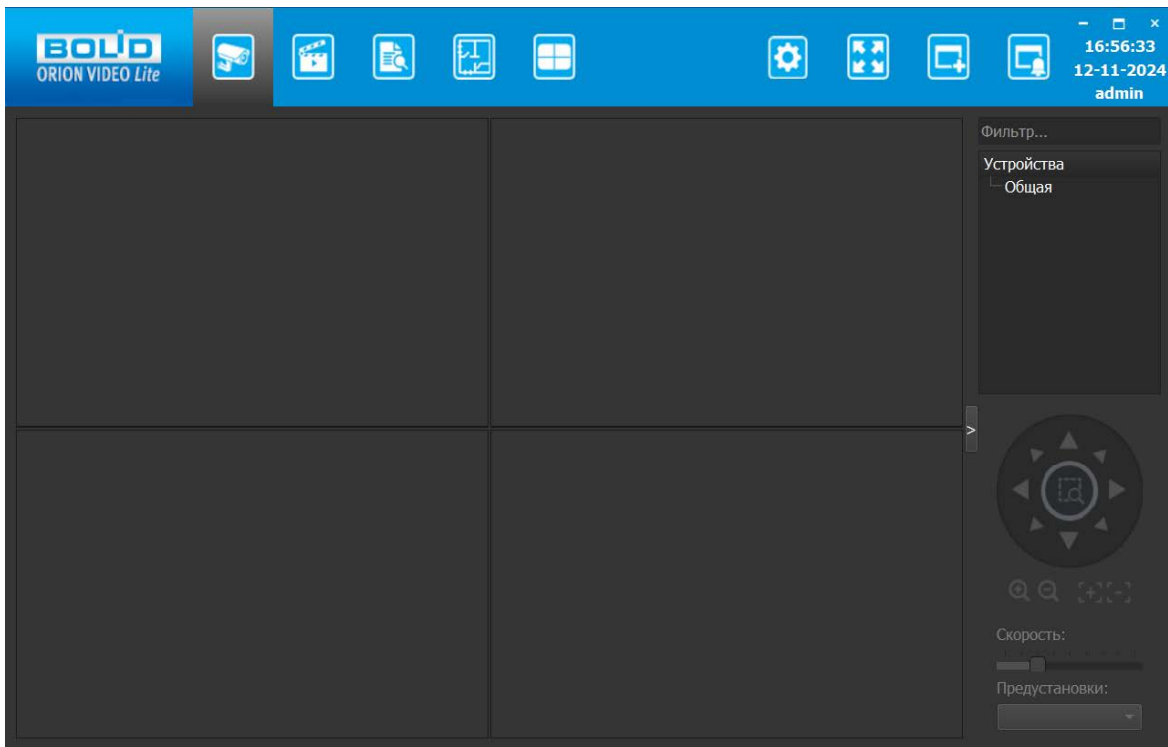 BOLID
ORION VIDEO Lite
16:56:33
12-11-2024
admin
Фильтр...
Устройства
Общая
>
Скорость:
Предустановки: